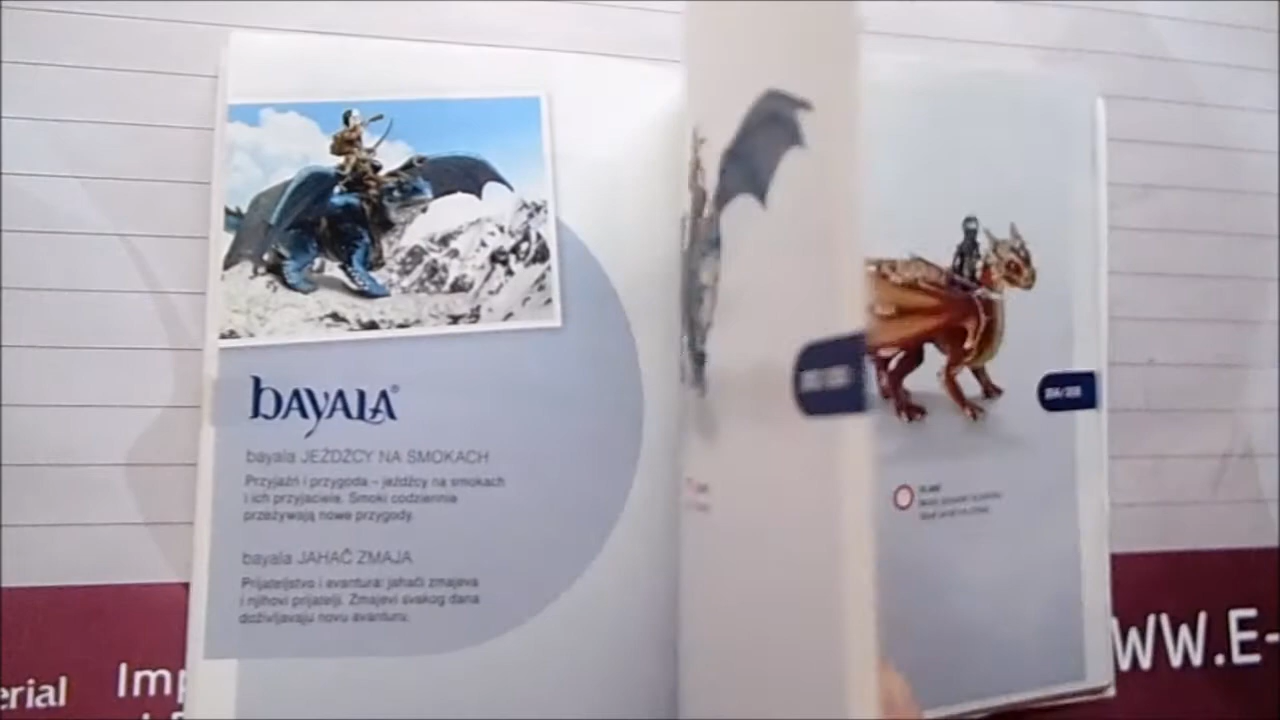 bayala®
bayala JEŹDŹCY NA SMOKACH
Przyjaźń i przygoda – jeźdźcy na smokach
i ich przyjaciele. Smoki codziennie
przeżywają nowe przygody.
bayala JAHAČ ZMAJA
Prijateljstvo i avantura: jahači zmajeva
i njihovi prijatelji. Zmajevi svakog dana
doživljavaju novu avanturu.
erial
Imp
WW.E-